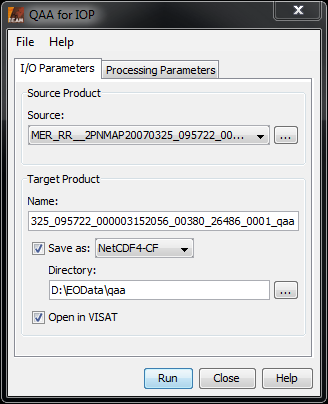 BEAM
QAA for IOP
File Help
I/O Parameters Processing Parameters
Source Product
Source:
MER_RR__2PNMAP20070325_095722_00... ...
Target Product
Name:
325_095722_000003152056_00380_26486_0001_qaa
Save as: NetCDF4-CF
Directory:
D:\EOData\qaa ...
Open in VISAT
Run Close Help